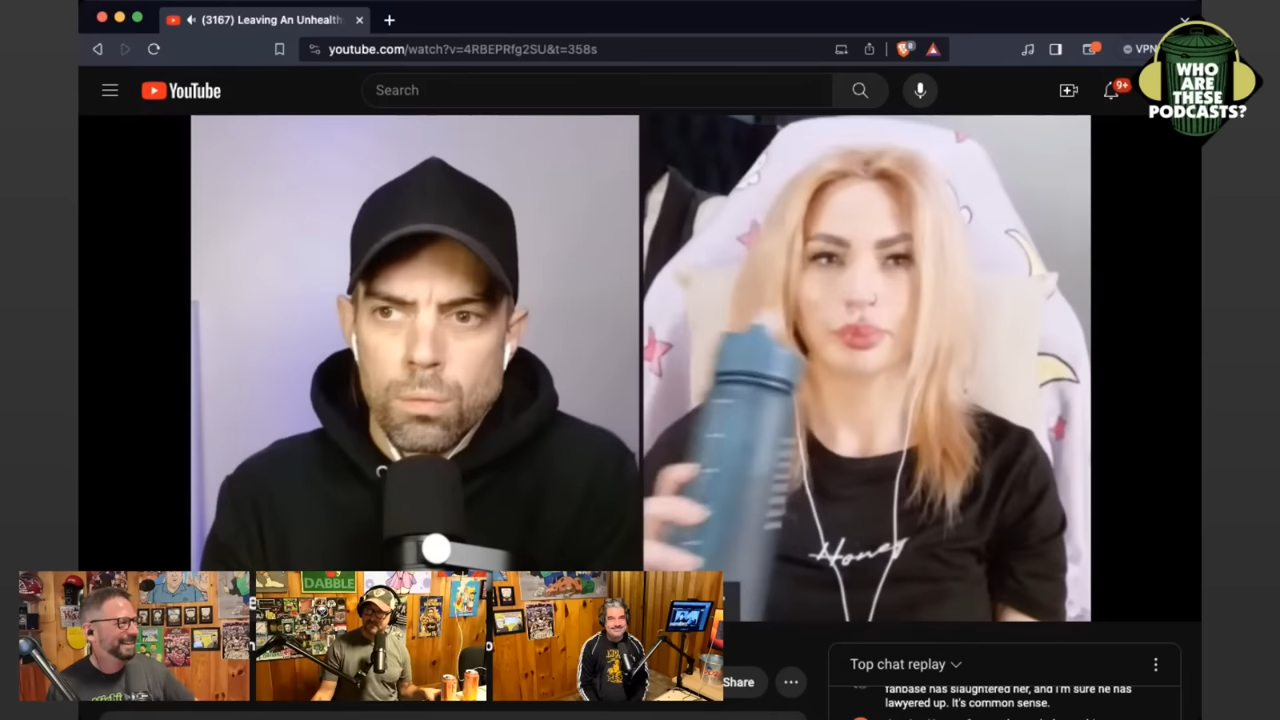 (3167) Leaving An Unhealth
youtube.com/watch?v=4RBEPRfg2SU&t=358s
VPN
YouTube
Search
9+
WHO
ARE
THESE
PODCASTS?
Honey
DABBLE
Share
Top chat replay
fanbase has slaughtered her, and I'm sure he has
lawyered up. It's common sense.